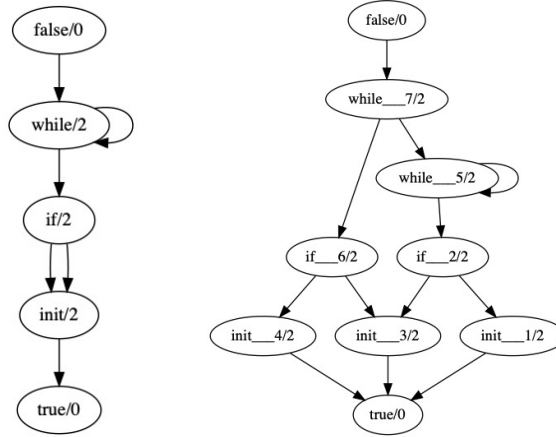 false/0
while/2
if/2
init/2
true/0
false/0
while___7/2
while___5/2
if___6/2
if___2/2
init___4/2
init___3/2
init___1/2
true/0